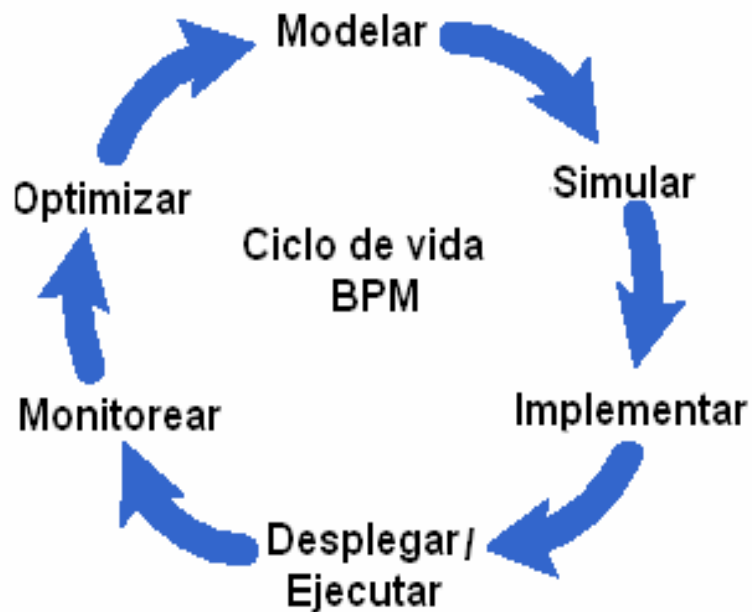 Modelar
Simular
Implementar
Desplegar/
Ejecutar
Monitorear
Optimizar
Ciclo de vida
BPM